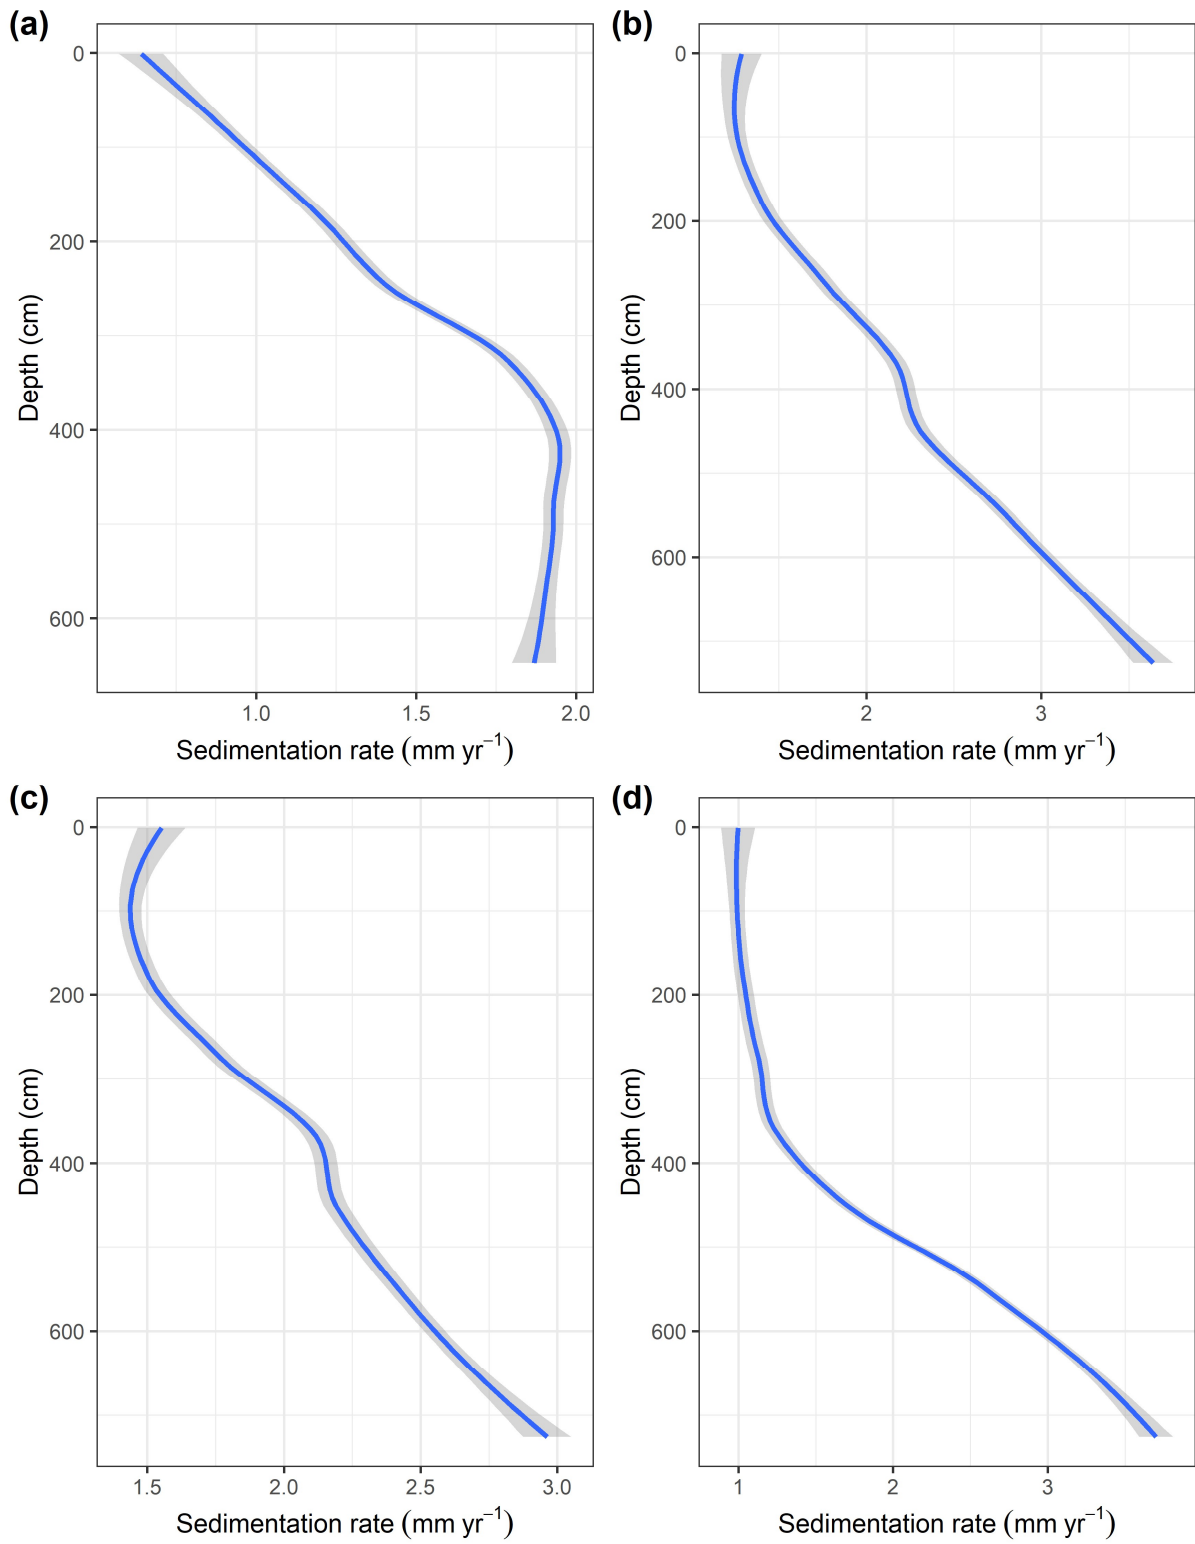 (a)
0
200
400
600
Depth (cm)
1.0 1.5 2.0
Sedimentation rate (mm yr⁻¹)
(b)
0
200
400
600
Depth (cm)
2 3
Sedimentation rate (mm yr⁻¹)
(c)
0
200
400
600
Depth (cm)
1.5 2.0 2.5 3.0
Sedimentation rate (mm yr⁻¹)
(d)
0
200
400
600
Depth (cm)
1 2 3
Sedimentation rate (mm yr⁻¹)